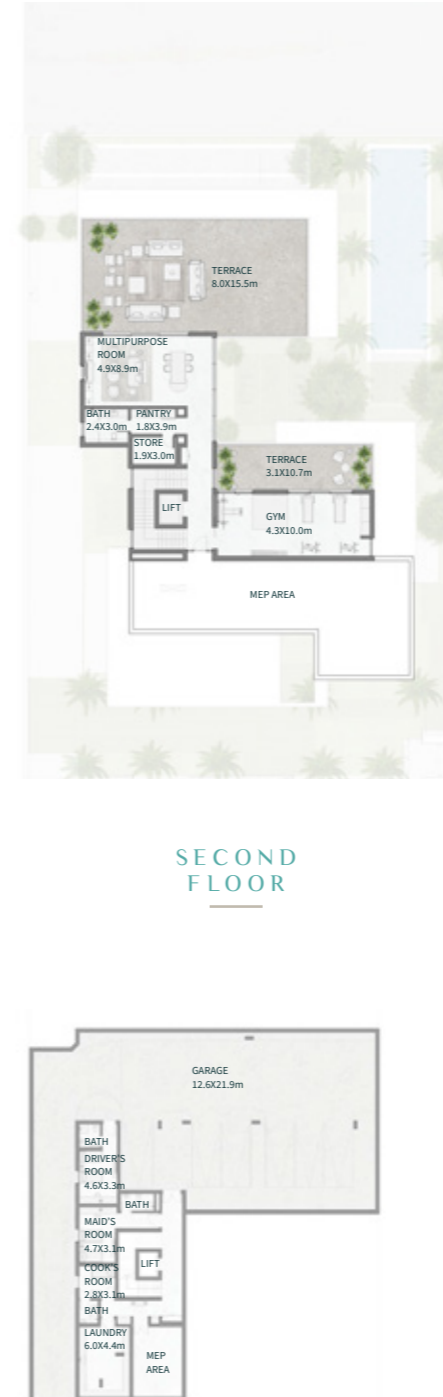 TERRACE
8.0X15.5m
MULTIPURPOSE
ROOM
4.9X8.9m
BATH
2.4X3.0m
PANTRY
1.8X3.9m
STORE
1.9X3.0m
TERRACE
3.1X10.7m
LIFT
GYM
4.3X10.0m
MEP AREA
SECOND
FLOOR
GARAGE
12.6X21.9m
BATH
DRIVER'S
ROOM
4.6X3.3m
BATH
MAID'S
ROOM
4.7X3.1m
LIFT
COOK'S
ROOM
2.8X3.1m
BATH
LAUNDRY
6.0X4.4m
MEP
AREA